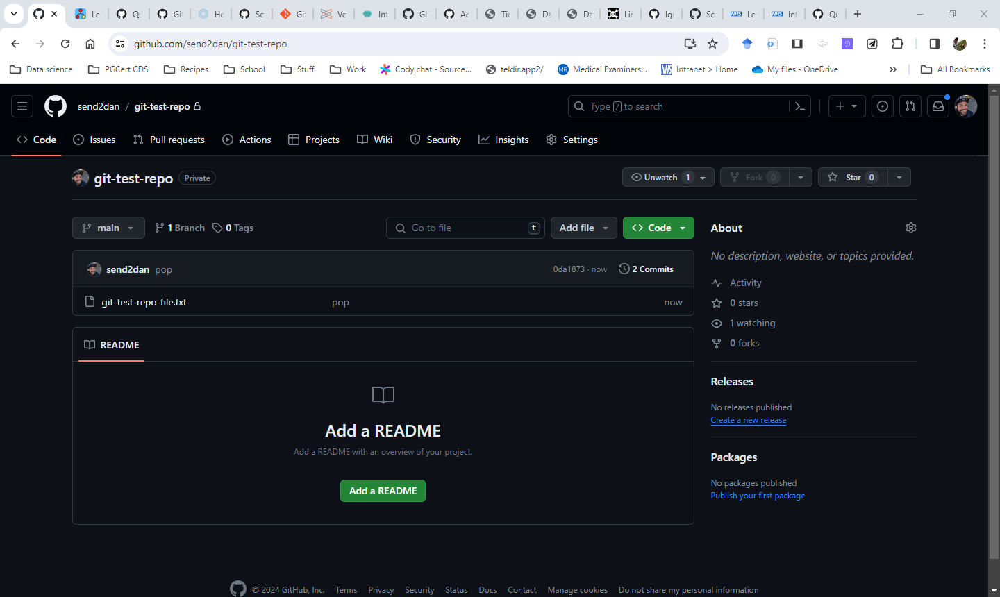 Le
Qu
Gi
Ho
Se
Gi
Ve
Int
Gl
Ac
Tic
Da
Da
Lir
Ig
Sc
Le
Int
Qu
github.com/send2dan/git-test-repo
Data science PGCert CDS Recipes School Stuff Work Cody chat - Source... teldir.app2/ Medical Examiners... Intranet > Home My files - OneDrive All Bookmarks
send2dan / git-test-repo Type / to search
Code Issues Pull requests Actions Projects Wiki Security Insights Settings
git-test-repo Private Unwatch 1 Fork 0 Star 0
main 1 Branch 0 Tags Go to file t Add file Code
send2dan pop 0da1873 · now 2 Commits
git-test-repo-file.txt pop now
README
Add a README
Add a README with an overview of your project.
Add a README
About
No description, website, or topics provided.
Activity
0 stars
1 watching
0 forks
Releases
No releases published
Create a new release
Packages
No packages published
Publish your first package
© 2024 GitHub, Inc. Terms Privacy Security Status Docs Contact Manage cookies Do not share my personal information